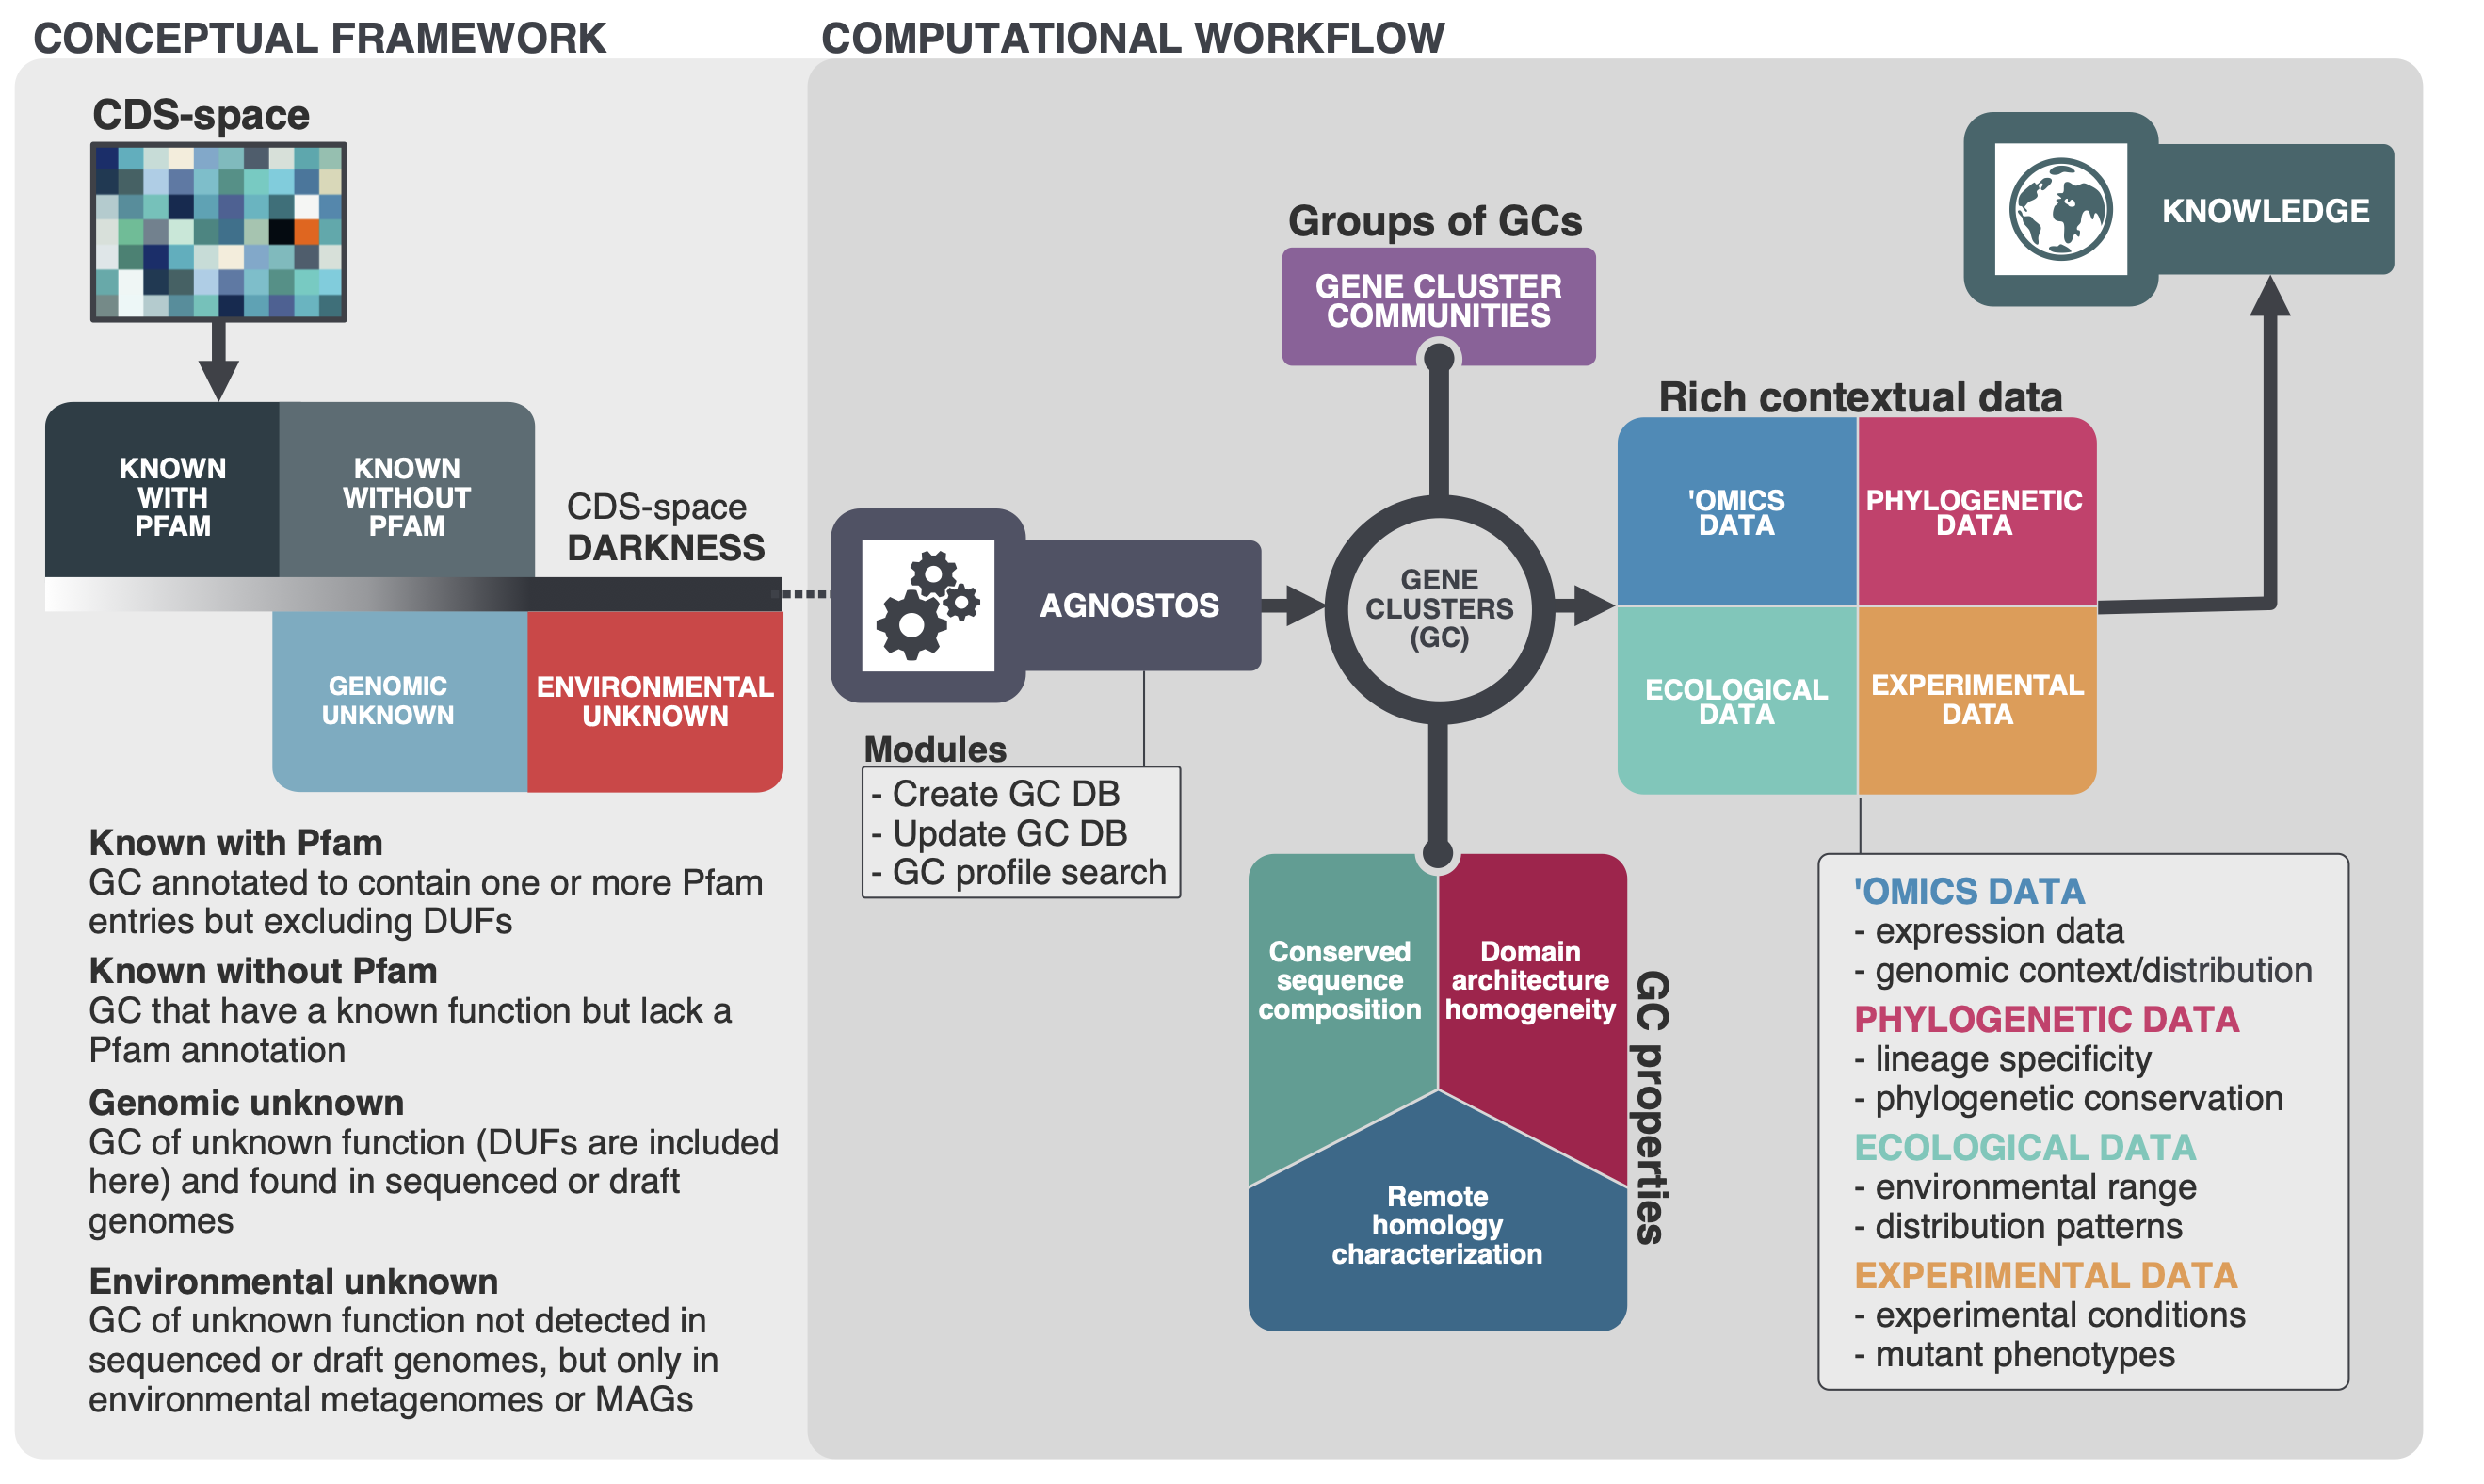 CONCEPTUAL FRAMEWORK
CDS-space
KNOWN
WITH
PFAM
KNOWN
WITHOUT
PFAM
CDS-space
DARKNESS
GENOMIC
UNKNOWN
ENVIRONMENTAL
UNKNOWN
Known with Pfam
GC annotated to contain one or more Pfam
entries but excluding DUFs
Known without Pfam
GC that have a known function but lack a
Pfam annotation
Genomic unknown
GC of unknown function (DUFs are included
here) and found in sequenced or draft
genomes
Environmental unknown
GC of unknown function not detected in
sequenced or draft genomes, but only in
environmental metagenomes or MAGs
COMPUTATIONAL WORKFLOW
AGNOSTOS
Modules
- Create GC DB
- Update GC DB
- GC profile search
Groups of GCs
GENE CLUSTER
COMMUNITIES
GENE
CLUSTERS
(GC)
Conserved
sequence
composition
Domain
architecture
homogeneity
Remote
homology
characterization
GC properties
Rich contextual data
'OMICS
DATA
PHYLOGENETIC
DATA
ECOLOGICAL
DATA
EXPERIMENTAL
DATA
KNOWLEDGE
'OMICS DATA
- expression data
- genomic context/distribution
PHYLOGENETIC DATA
- lineage specificity
- phylogenetic conservation
ECOLOGICAL DATA
- environmental range
- distribution patterns
EXPERIMENTAL DATA
- experimental conditions
- mutant phenotypes